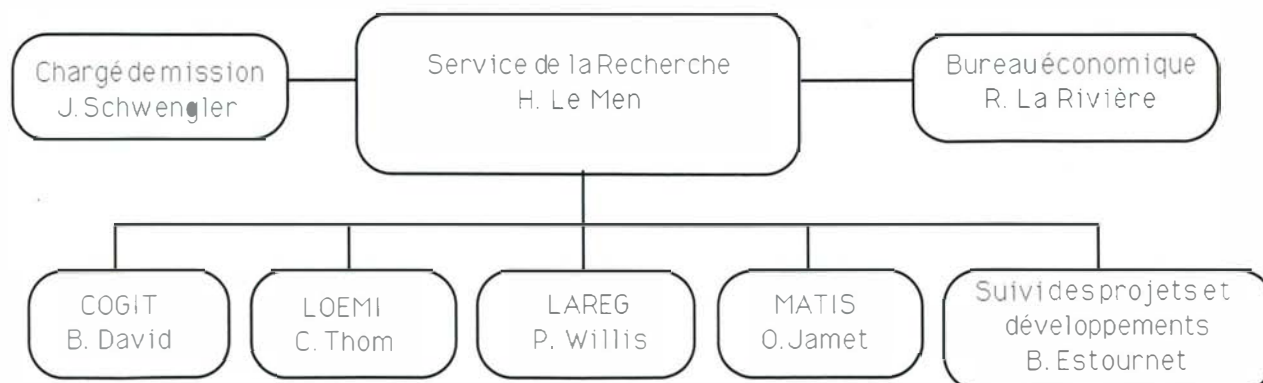 Chargé de mission
J. Schwengler
Service de la Recherche
H. Le Men
Bureau économique
R. La Rivière
COGIT
B. David
LOEMI
C. Thom
LAREG
P. Willis
MATIS
O. Jamet
Suivi des projets et
développements
B. Estournet